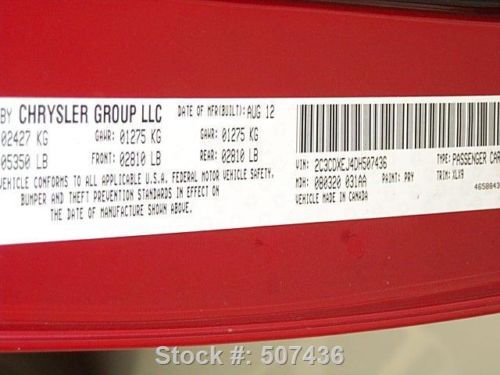 BY CHRYSLER GROUP LLC DATE OF MFR(BUILT): AUG 12
02427 KG GAWR: 01275 KG GAWR: 01275 KG
05350 LB FRONT: 02810 LB REAR: 02810 LB
VEHICLE CONFORMS TO ALL APPLICABLE U.S.A. FEDERAL MOTOR VEHICLE SAFETY,
BUMPER AND THEFT PREVENTION STANDARDS IN EFFECT ON
THE DATE OF MANUFACTURE SHOWN ABOVE.
VIN: 2C3CDXEJ4DH507436 TYPE: PASSENGER CAR
MDH: 080320 031AA PAINT: PRY TRIM: XLX9
VEHICLE MADE IN CANADA 4658843
Stock #: 507436